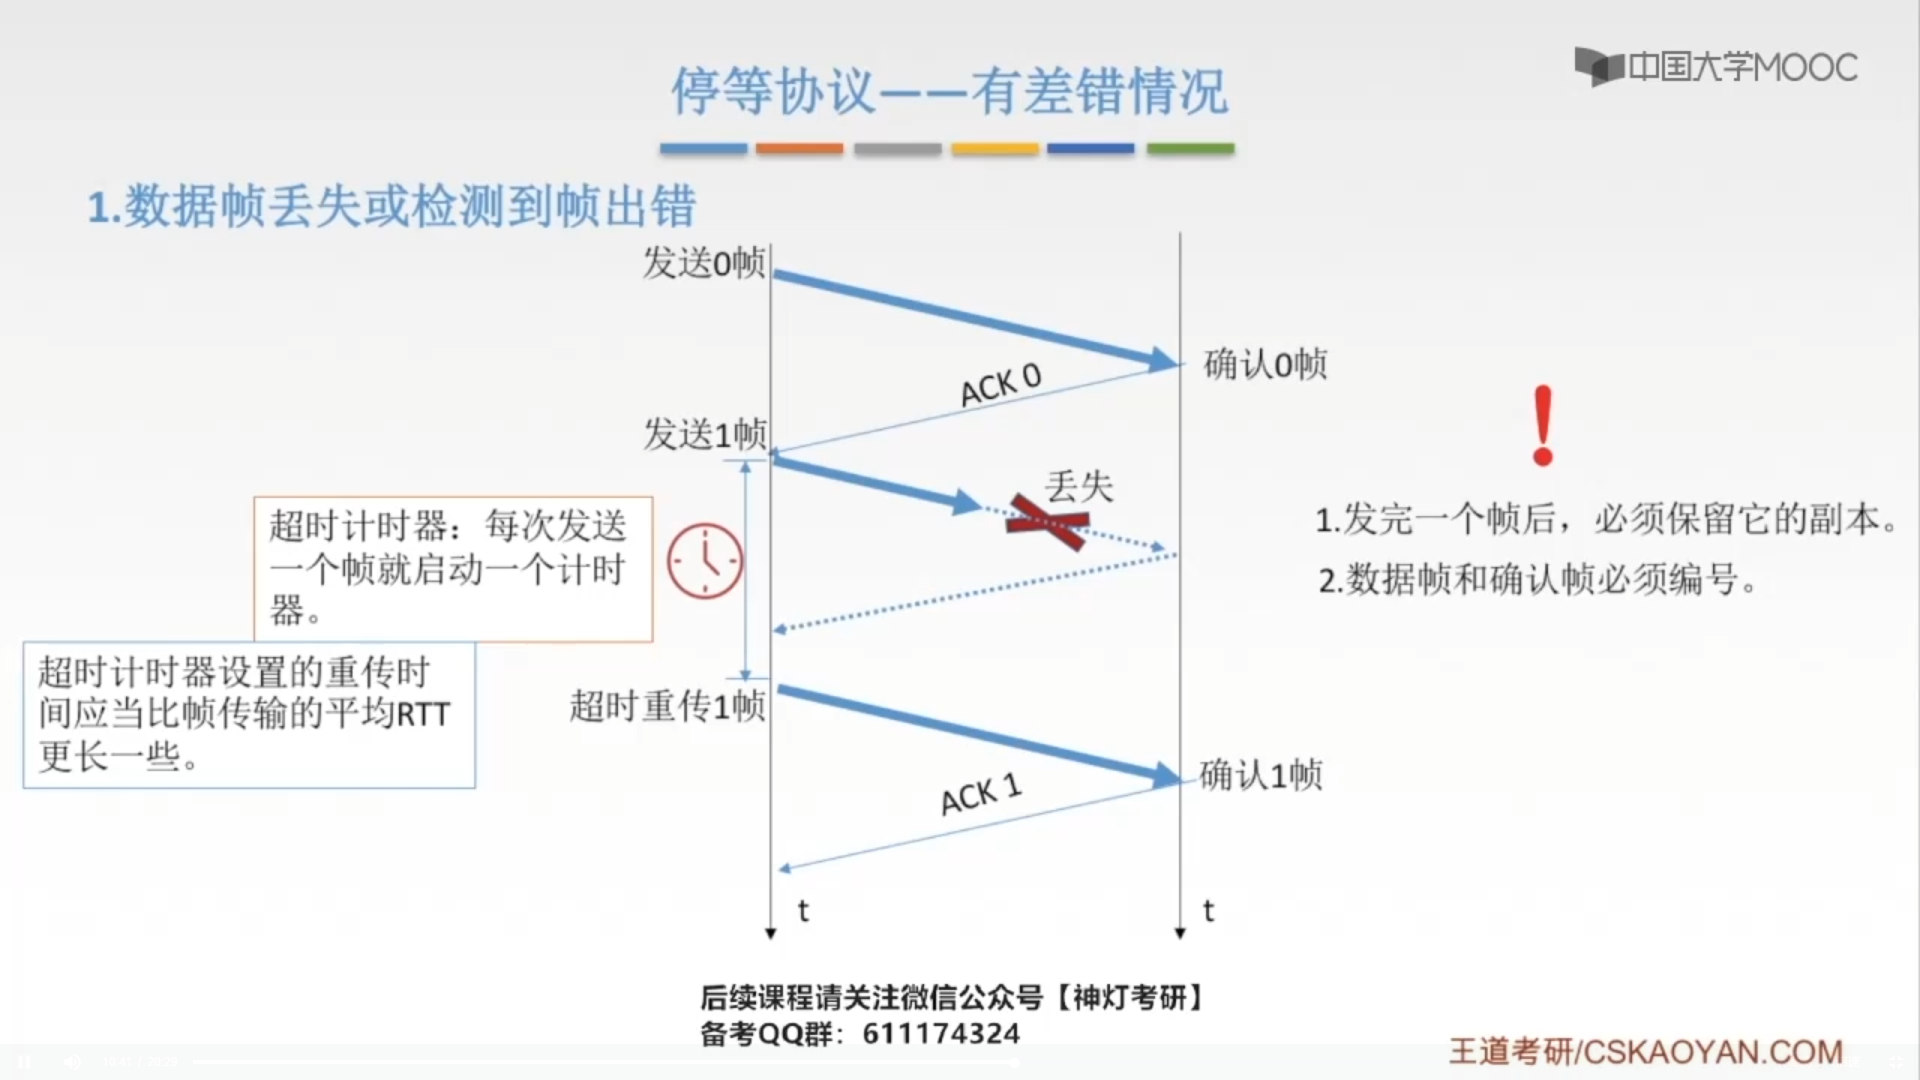 中国大学MOOC
停等协议——有差错情况
1.数据帧丢失或检测到帧出错
发送0帧
确认0帧
ACK 0
发送1帧
丢失
超时计时器：每次发送
一个帧就启动一个计时
器。
1.发完一个帧后，必须保留它的副本。
2.数据帧和确认帧必须编号。
超时计时器设置的重传时
间应当比帧传输的平均RTT
更长一些。
超时重传1帧
确认1帧
ACK 1
t
t
后续课程请关注微信公众号【神灯考研】
备考QQ群：611174324
王道考研/CSKAOYAN.COM